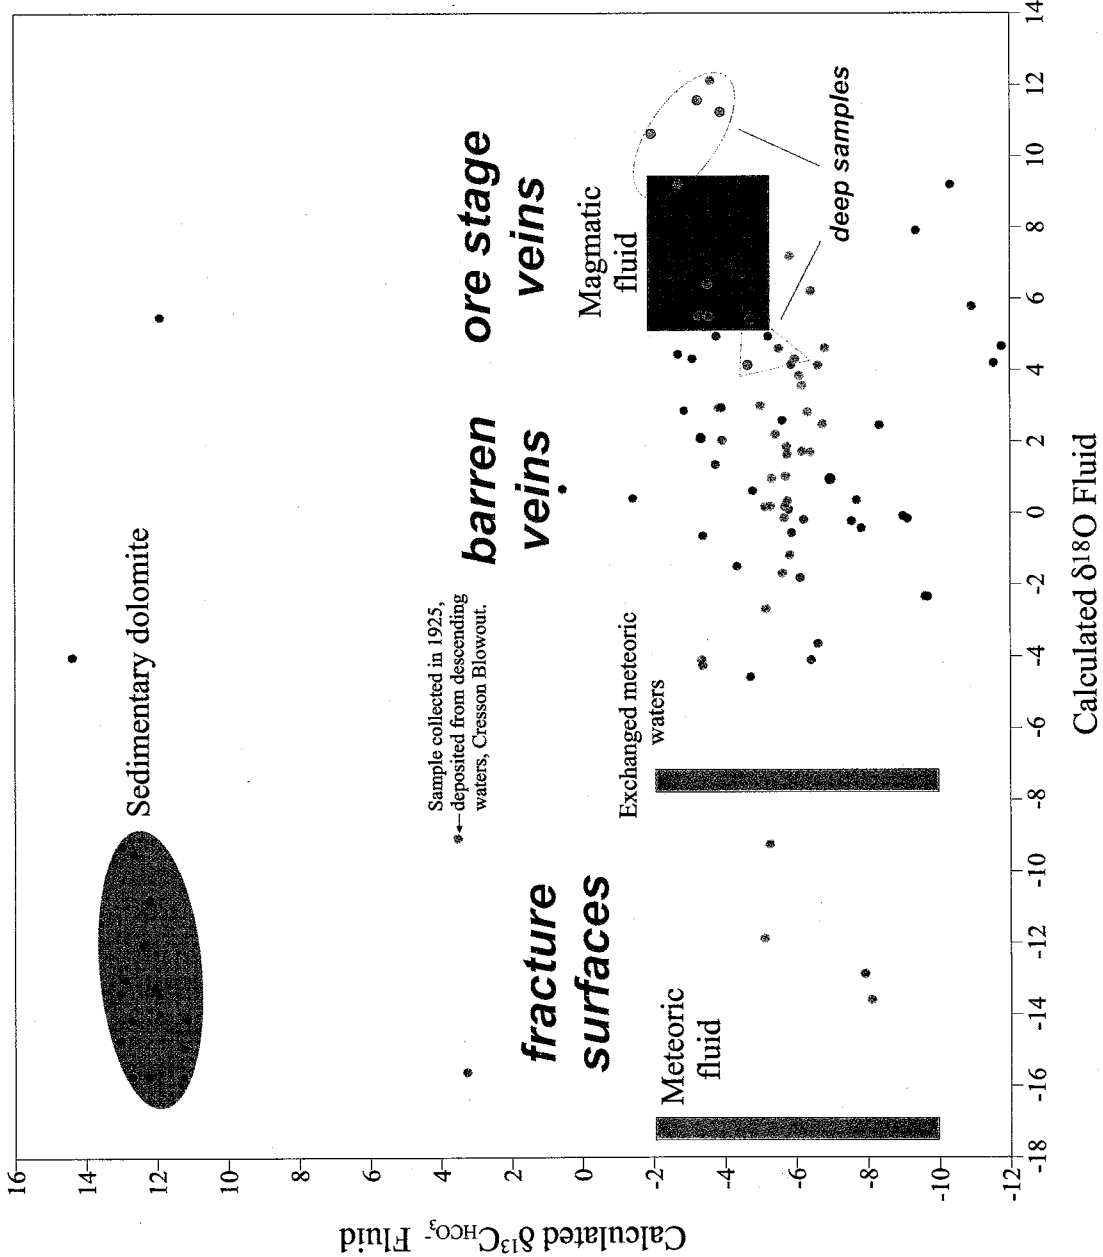 Calculated δ¹³C HCO₃⁻ Fluid
16
14
12
10
8
6
4
2
0
-2
-4
-6
-8
-10
-12
Sedimentary dolomite
Sample collected in 1925,
←deposited from descending
waters, Cresson Blowout.
fracture
surfaces
barren
veins
ore stage
veins
Meteoric
fluid
Exchanged meteoric
waters
Magmatic
fluid
deep samples
-18
-16
-14
-12
-10
-8
-6
-4
-2
0
2
4
6
8
10
12
14
Calculated δ¹⁸O Fluid